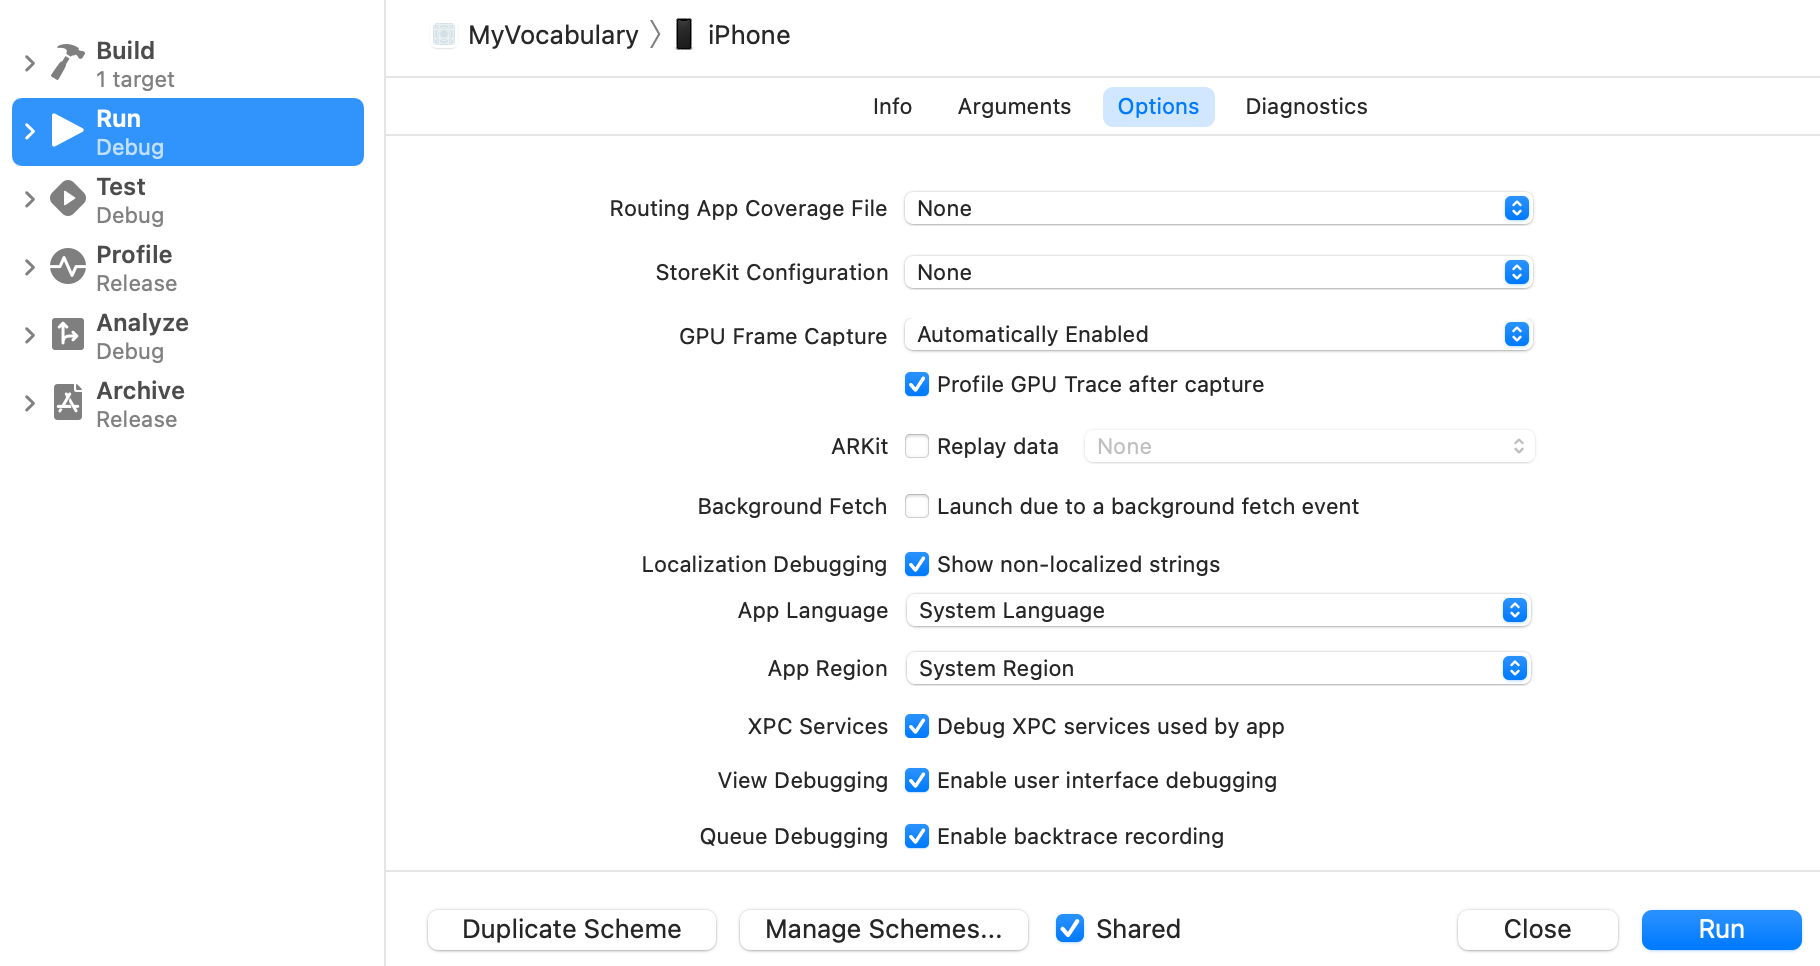 Build
1 target
Run
Debug
Test
Debug
Profile
Release
Analyze
Debug
Archive
Release
MyVocabulary iPhone
Info Arguments Options Diagnostics
Routing App Coverage File None
StoreKit Configuration None
GPU Frame Capture Automatically Enabled
Profile GPU Trace after capture
ARKit Replay data None
Background Fetch Launch due to a background fetch event
Localization Debugging Show non-localized strings
App Language System Language
App Region System Region
XPC Services Debug XPC services used by app
View Debugging Enable user interface debugging
Queue Debugging Enable backtrace recording
Duplicate Scheme Manage Schemes... Shared Close Run